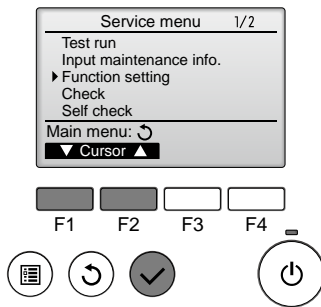 Service menu 1/2
Test run
Input maintenance info.
Function setting
Check
Self check
Main menu:
Cursor
F1 F2 F3 F4